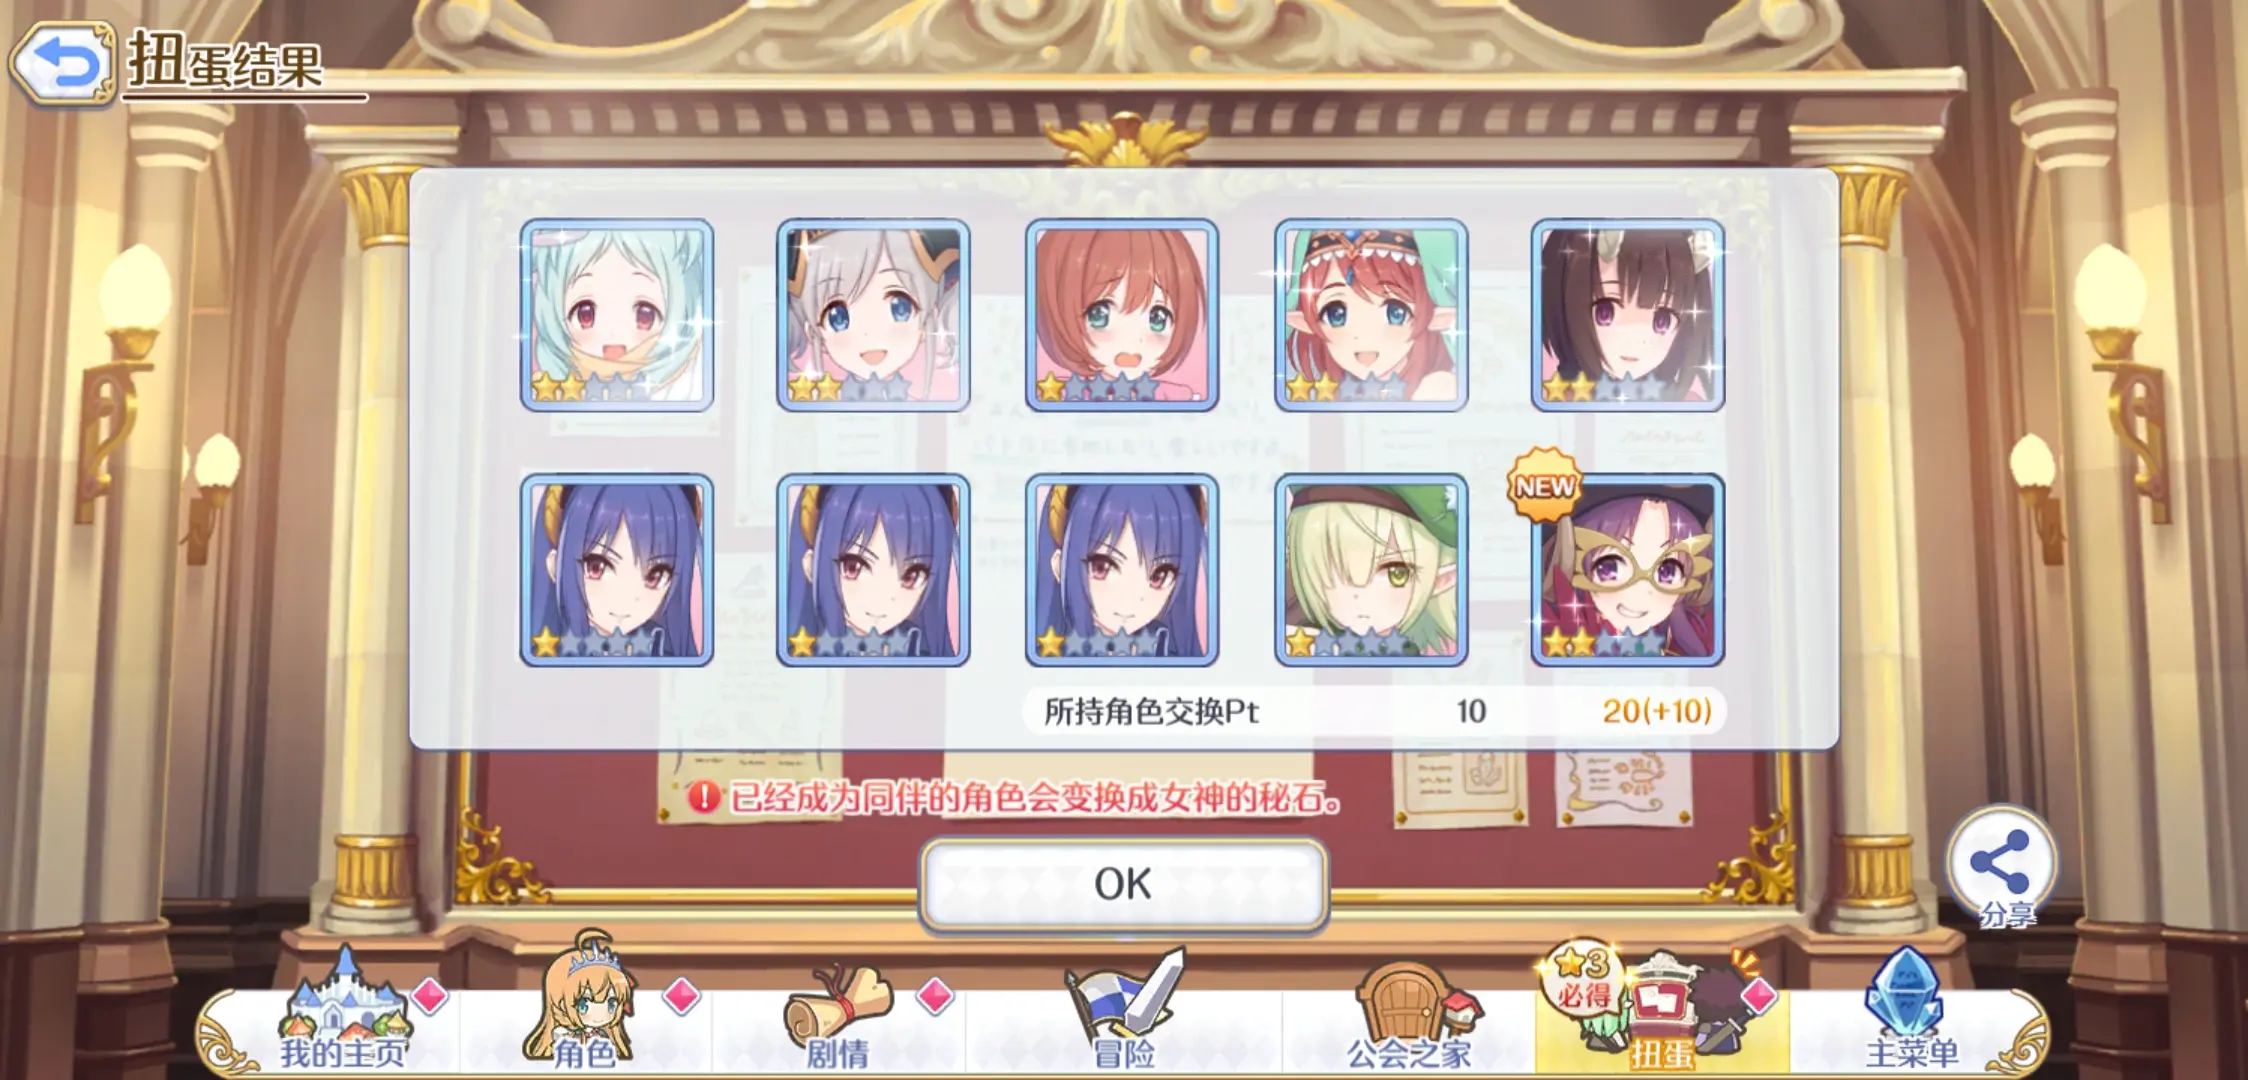 扭蛋结果
NEW
所持角色交换Pt 10 20(+10)
已经成为同伴的角色会变换成女神的秘石。
OK
分享
★3
必得
我的主页
角色
剧情
冒险
公会之家
扭蛋
主菜单